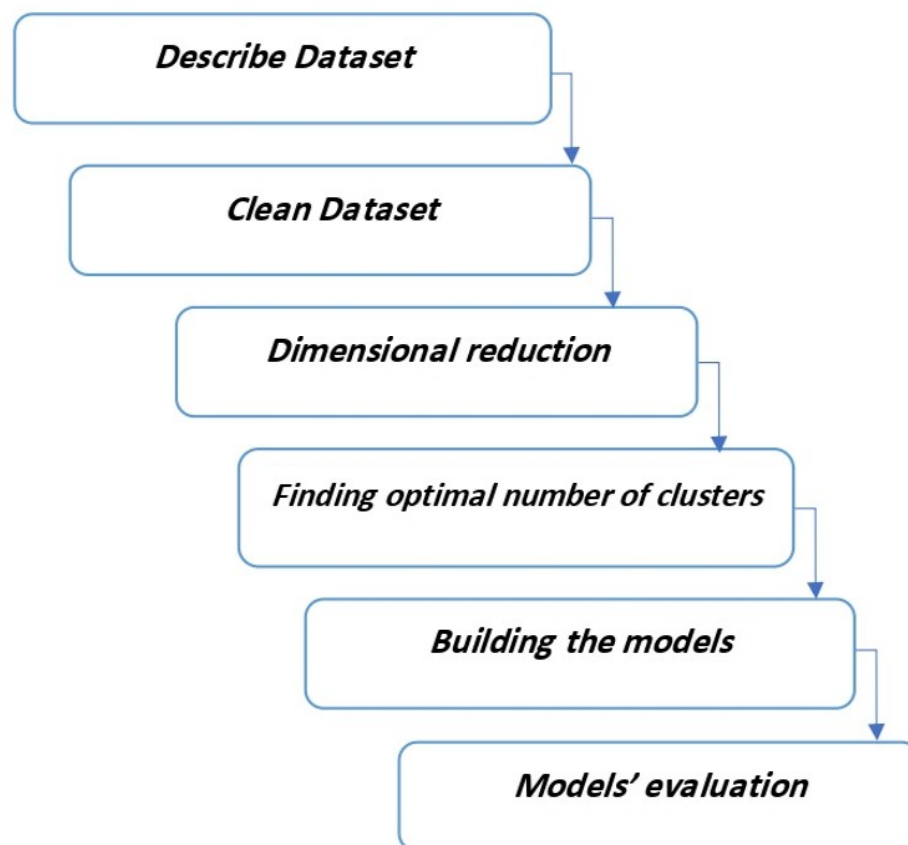 Describe Dataset
Clean Dataset
Dimensional reduction
Finding optimal number of clusters
Building the models
Models’ evaluation